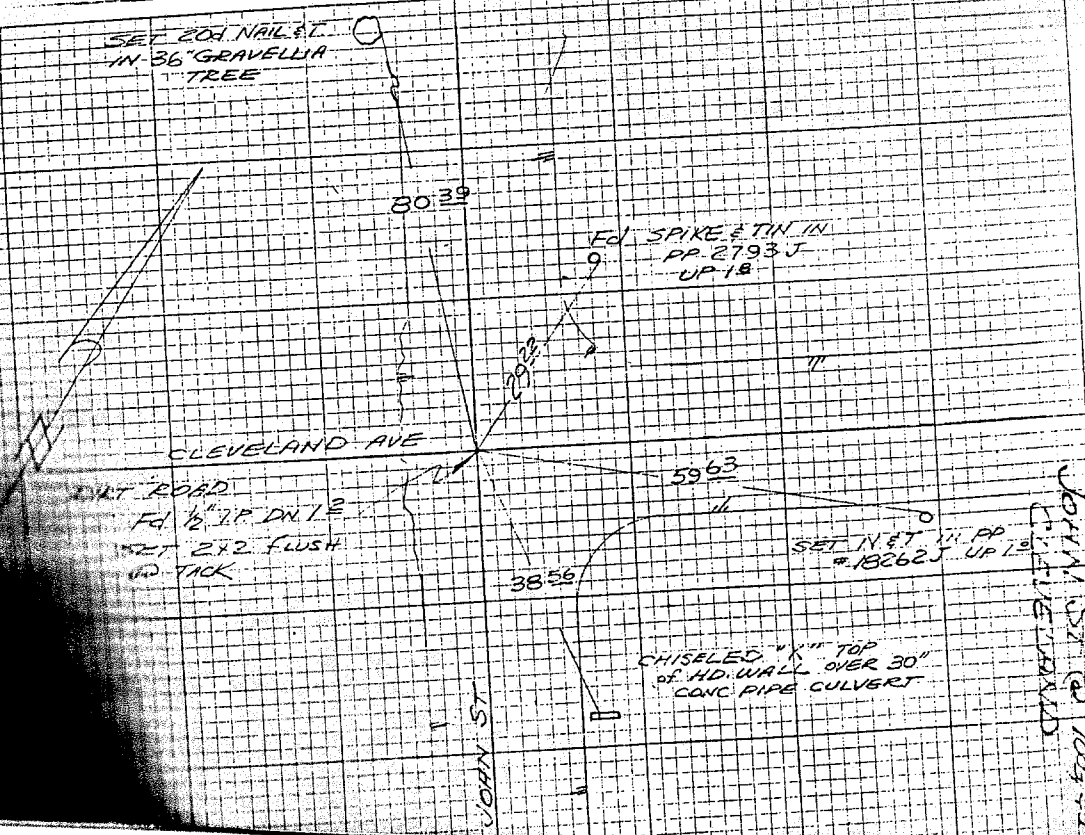 SET 20d NAIL & T.
IN 36" GRAVELLIA
TREE
80 39
Fd SPIKE & TIN IN
PP 2793 J
UP 1 8
29 22
CLEVELAND AVE
59 63
DIRT ROAD
Fd 1/2" I.P. DN. 1 2
SET 2x2 FLUSH
TACK
SET N & T IN PP
# 18262 J UP 1
38 56
CHISELED "X" TOP
of HD. WALL OVER 30"
CONC PIPE CULVERT
JOHN ST
JOHN ST @
CLEVELAND